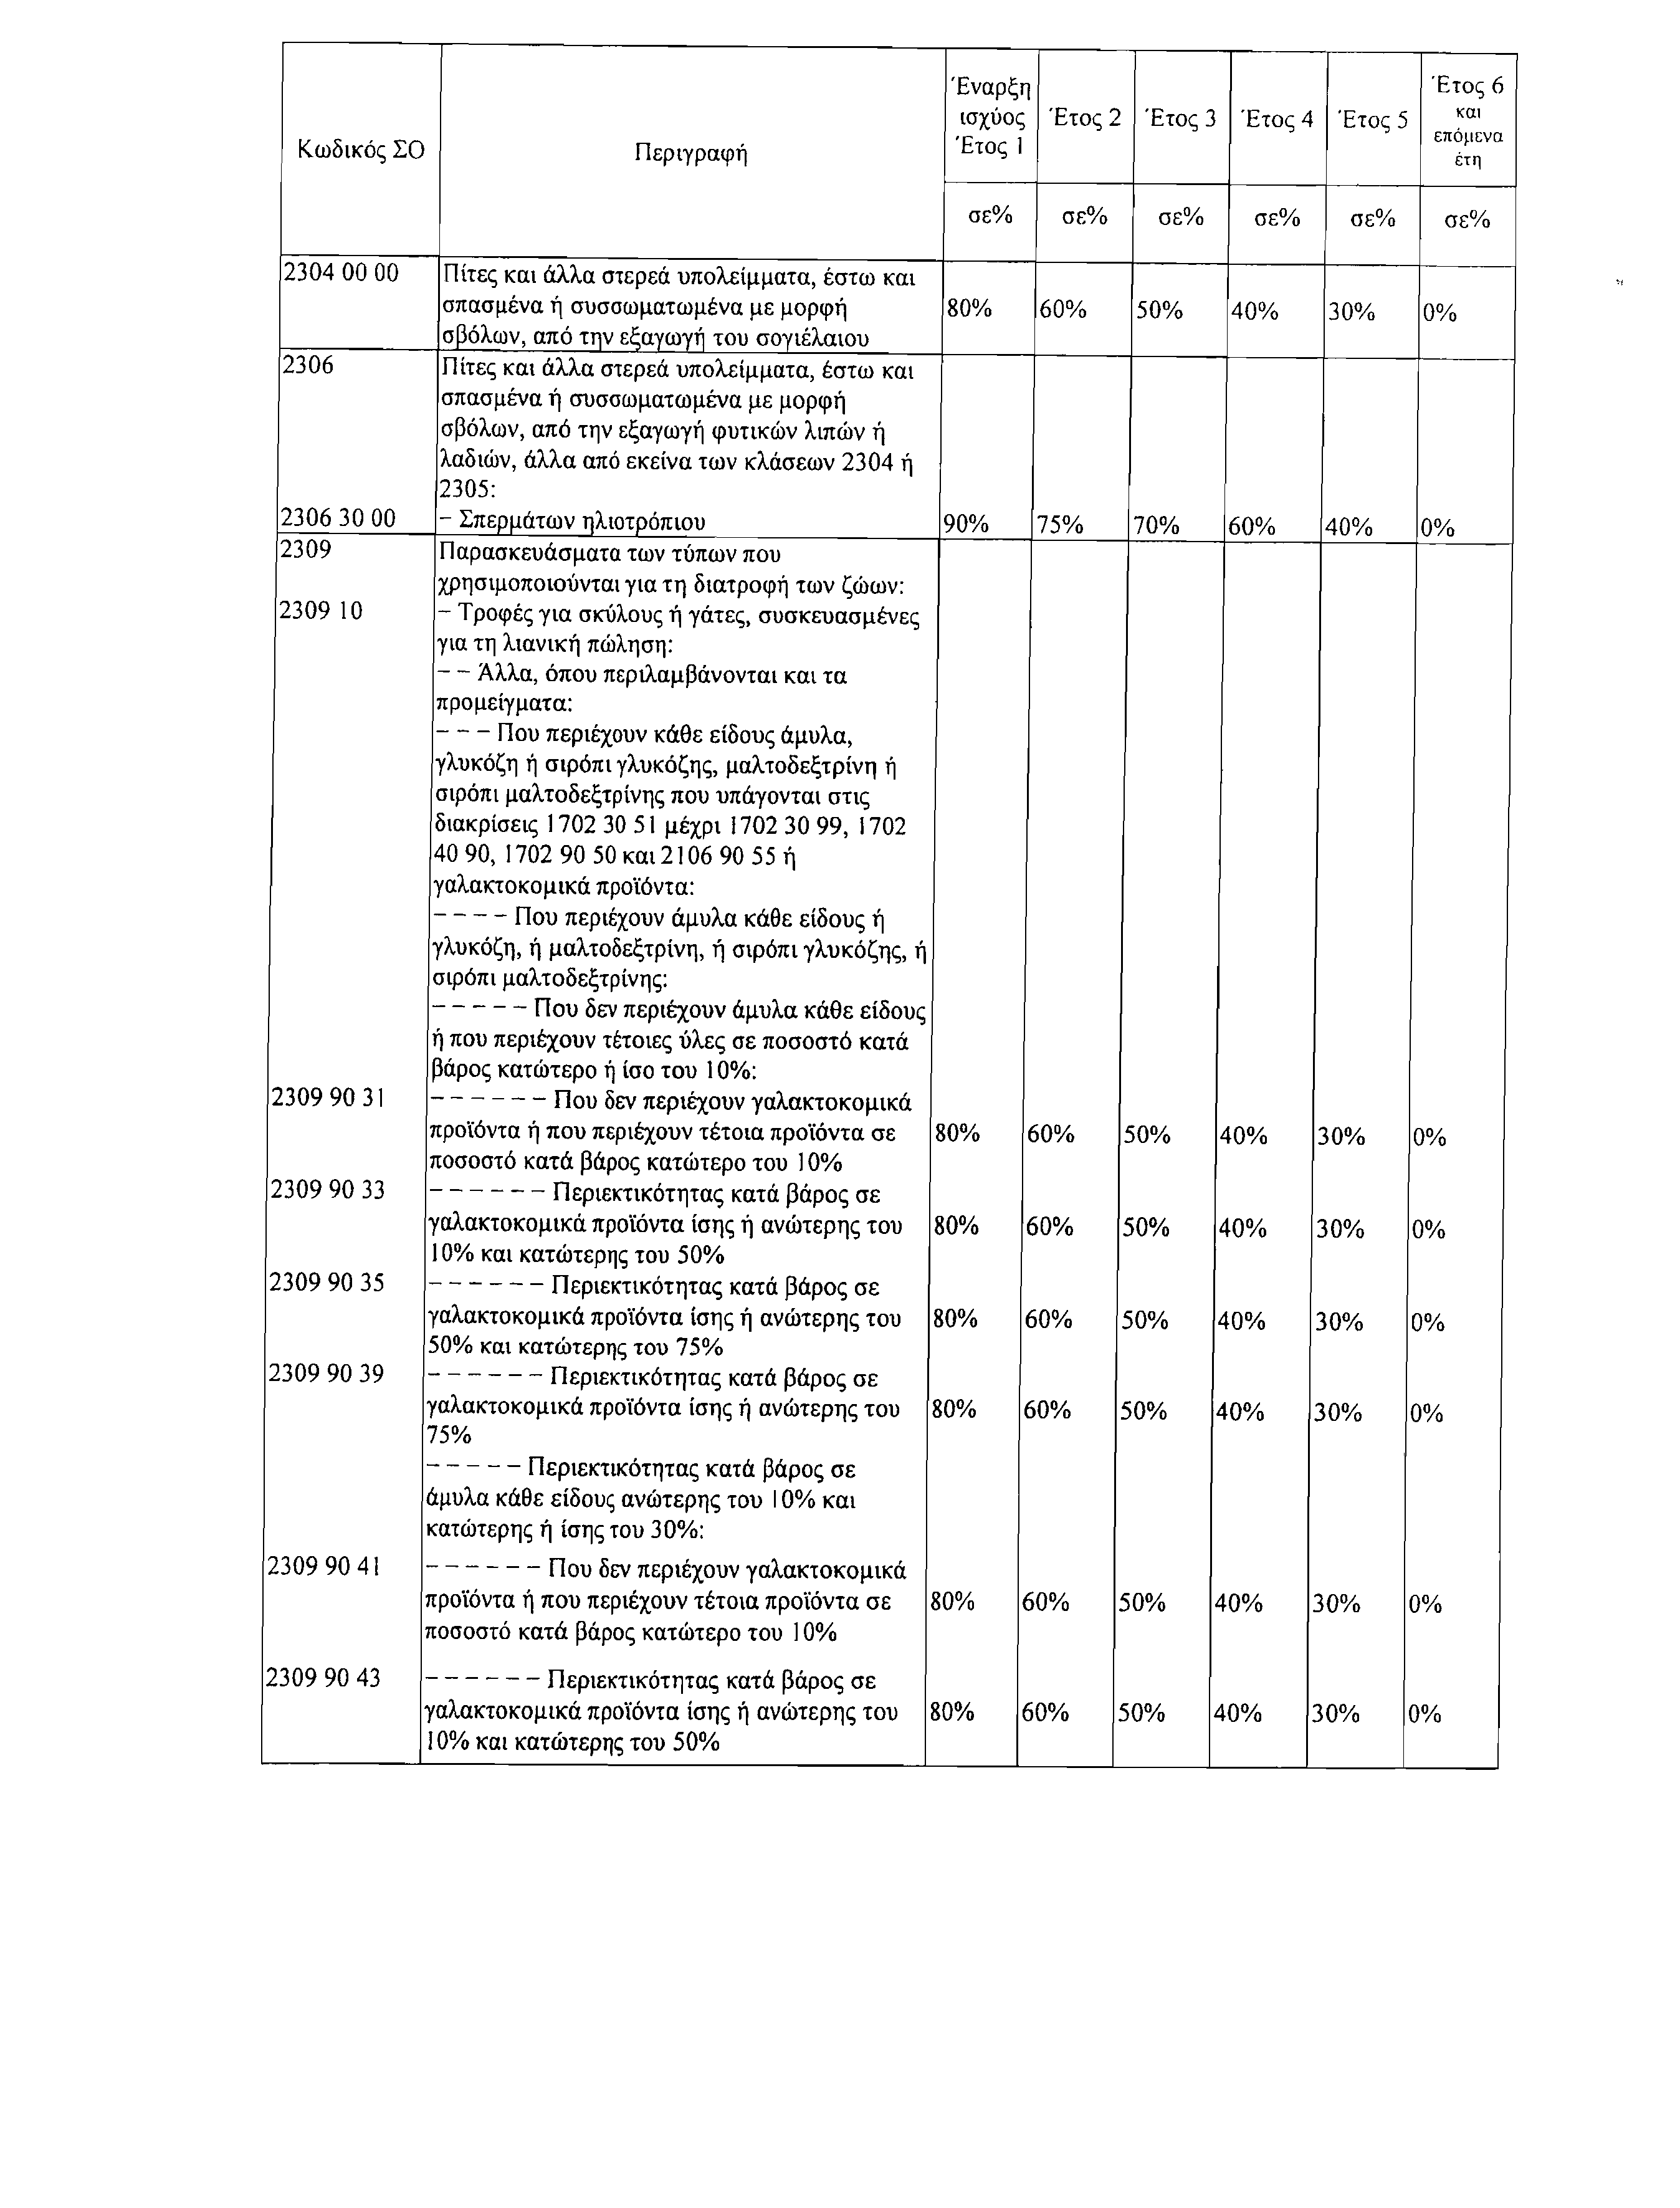 Κωδικός ΣΟ
Περιγραφή
Έναρξη
ισχύος
Έτος 1
Έτος 2
Έτος 3
Έτος 4
Έτος 5
Έτος 6
και
επόμενα
έτη
σε% σε% σε% σε% σε% σε%
2304 00 00 Πίτες και άλλα στερεά υπολείμματα, έστω και
σπασμένα ή συσσωματωμένα με μορφή 80% 60% 50% 40% 30% 0%
σβόλων, από την εξαγωγή του σογιέλαιου
2306 Πίτες και άλλα στερεά υπολείμματα, έστω και
σπασμένα ή συσσωματωμένα με μορφή
σβόλων, από την εξαγωγή φυτικών λιπών ή
λαδιών, άλλα από εκείνα των κλάσεων 2304 ή
2305:
2306 30 00 – Σπερμάτων ηλιοτρόπιου 90% 75% 70% 60% 40% 0%
2309 Παρασκευάσματα των τύπων που
χρησιμοποιούνται για τη διατροφή των ζώων:
2309 10 – Τροφές για σκύλους ή γάτες, συσκευασμένες
για τη λιανική πώληση:
– – Άλλα, όπου περιλαμβάνονται και τα
προμείγματα:
– – – Που περιέχουν κάθε είδους άμυλα,
γλυκόζη ή σιρόπι γλυκόζης, μαλτοδεξτρίνη ή
σιρόπι μαλτοδεξτρίνης που υπάγονται στις
διακρίσεις 1702 30 51 μέχρι 1702 30 99, 1702
40 90, 1702 90 50 και 2106 90 55 ή
γαλακτοκομικά προϊόντα:
– – – – Που περιέχουν άμυλα κάθε είδους ή
γλυκόζη, ή μαλτοδεξτρίνη, ή σιρόπι γλυκόζης, ή
σιρόπι μαλτοδεξτρίνης:
– – – – – Που δεν περιέχουν άμυλα κάθε είδους
ή που περιέχουν τέτοιες ύλες σε ποσοστό κατά
βάρος κατώτερο ή ίσο του 10%:
2309 90 31 – – – – – – Που δεν περιέχουν γαλακτοκομικά
προϊόντα ή που περιέχουν τέτοια προϊόντα σε 80% 60% 50% 40% 30% 0%
ποσοστό κατά βάρος κατώτερο του 10%
2309 90 33 – – – – – – Περιεκτικότητας κατά βάρος σε
γαλακτοκομικά προϊόντα ίσης ή ανώτερης του 80% 60% 50% 40% 30% 0%
10% και κατώτερης του 50%
2309 90 35 – – – – – – Περιεκτικότητας κατά βάρος σε
γαλακτοκομικά προϊόντα ίσης ή ανώτερης του 80% 60% 50% 40% 30% 0%
50% και κατώτερης του 75%
2309 90 39 – – – – – – Περιεκτικότητας κατά βάρος σε
γαλακτοκομικά προϊόντα ίσης ή ανώτερης του 80% 60% 50% 40% 30% 0%
75%
– – – – – Περιεκτικότητας κατά βάρος σε
άμυλα κάθε είδους ανώτερης του 10% και
κατώτερης ή ίσης του 30%:
2309 90 41 – – – – – – Που δεν περιέχουν γαλακτοκομικά
προϊόντα ή που περιέχουν τέτοια προϊόντα σε 80% 60% 50% 40% 30% 0%
ποσοστό κατά βάρος κατώτερο του 10%
2309 90 43 – – – – – – Περιεκτικότητας κατά βάρος σε
γαλακτοκομικά προϊόντα ίσης ή ανώτερης του 80% 60% 50% 40% 30% 0%
10% και κατώτερης του 50%